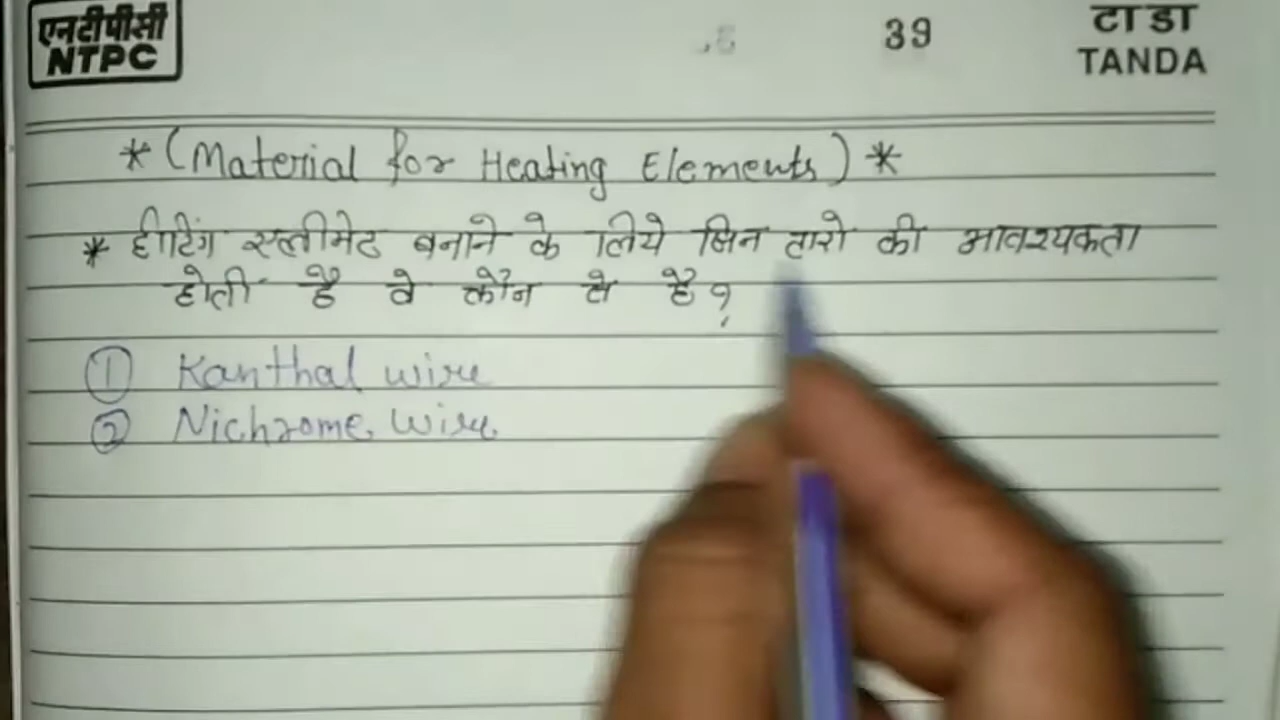 एनटीपीसी
NTPC
39
टाडा
TANDA
* (Material for Heating Elements) *
* हीटिंग एलीमेट बनाने के लिये जिन तारो की आवश्यकता
होती है वे कौन से है?
① Kanthal wire
② Nichrome wire